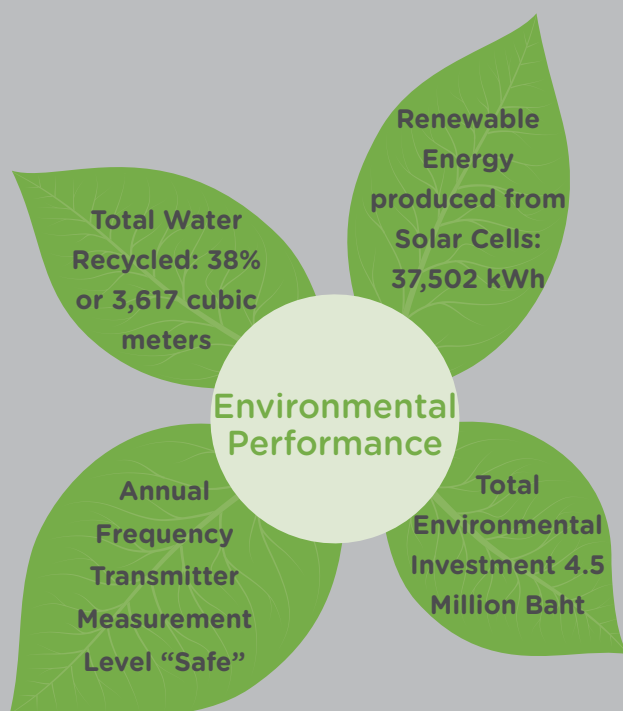 Renewable
Energy
produced from
Solar Cells:
37,502 kWh
Total Water
Recycled: 38%
or 3,617 cubic
meters
Environmental
Performance
Annual
Frequency
Transmitter
Measurement
Level “Safe”
Total
Environmental
Investment 4.5
Million Baht